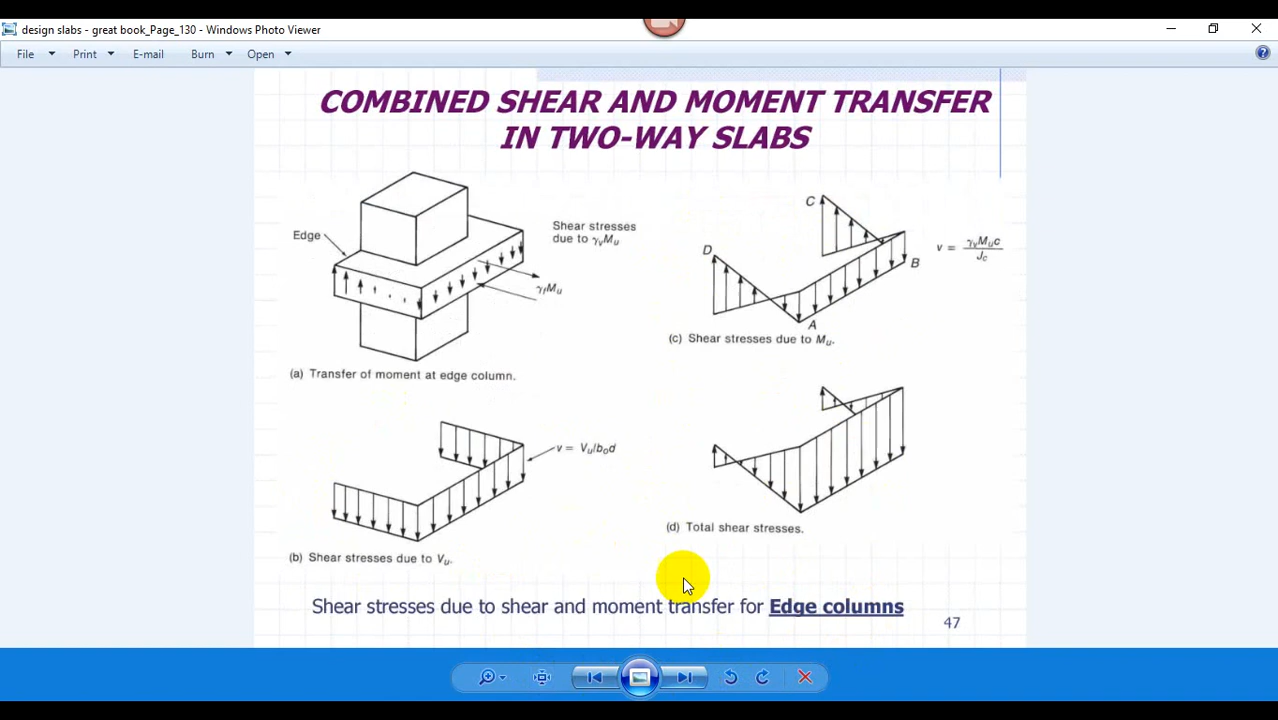 design slabs - great book_Page_130 - Windows Photo Viewer
File Print E-mail Burn Open
COMBINED SHEAR AND MOMENT TRANSFER
IN TWO-WAY SLABS
Edge
Shear stresses
due to γvMu
γfMu
(a) Transfer of moment at edge column.
C
D
B
A
v = γvMuc / Jc
(c) Shear stresses due to Mu.
v = Vu/bod
(b) Shear stresses due to Vu.
(d) Total shear stresses.
Shear stresses due to shear and moment transfer for Edge columns
47